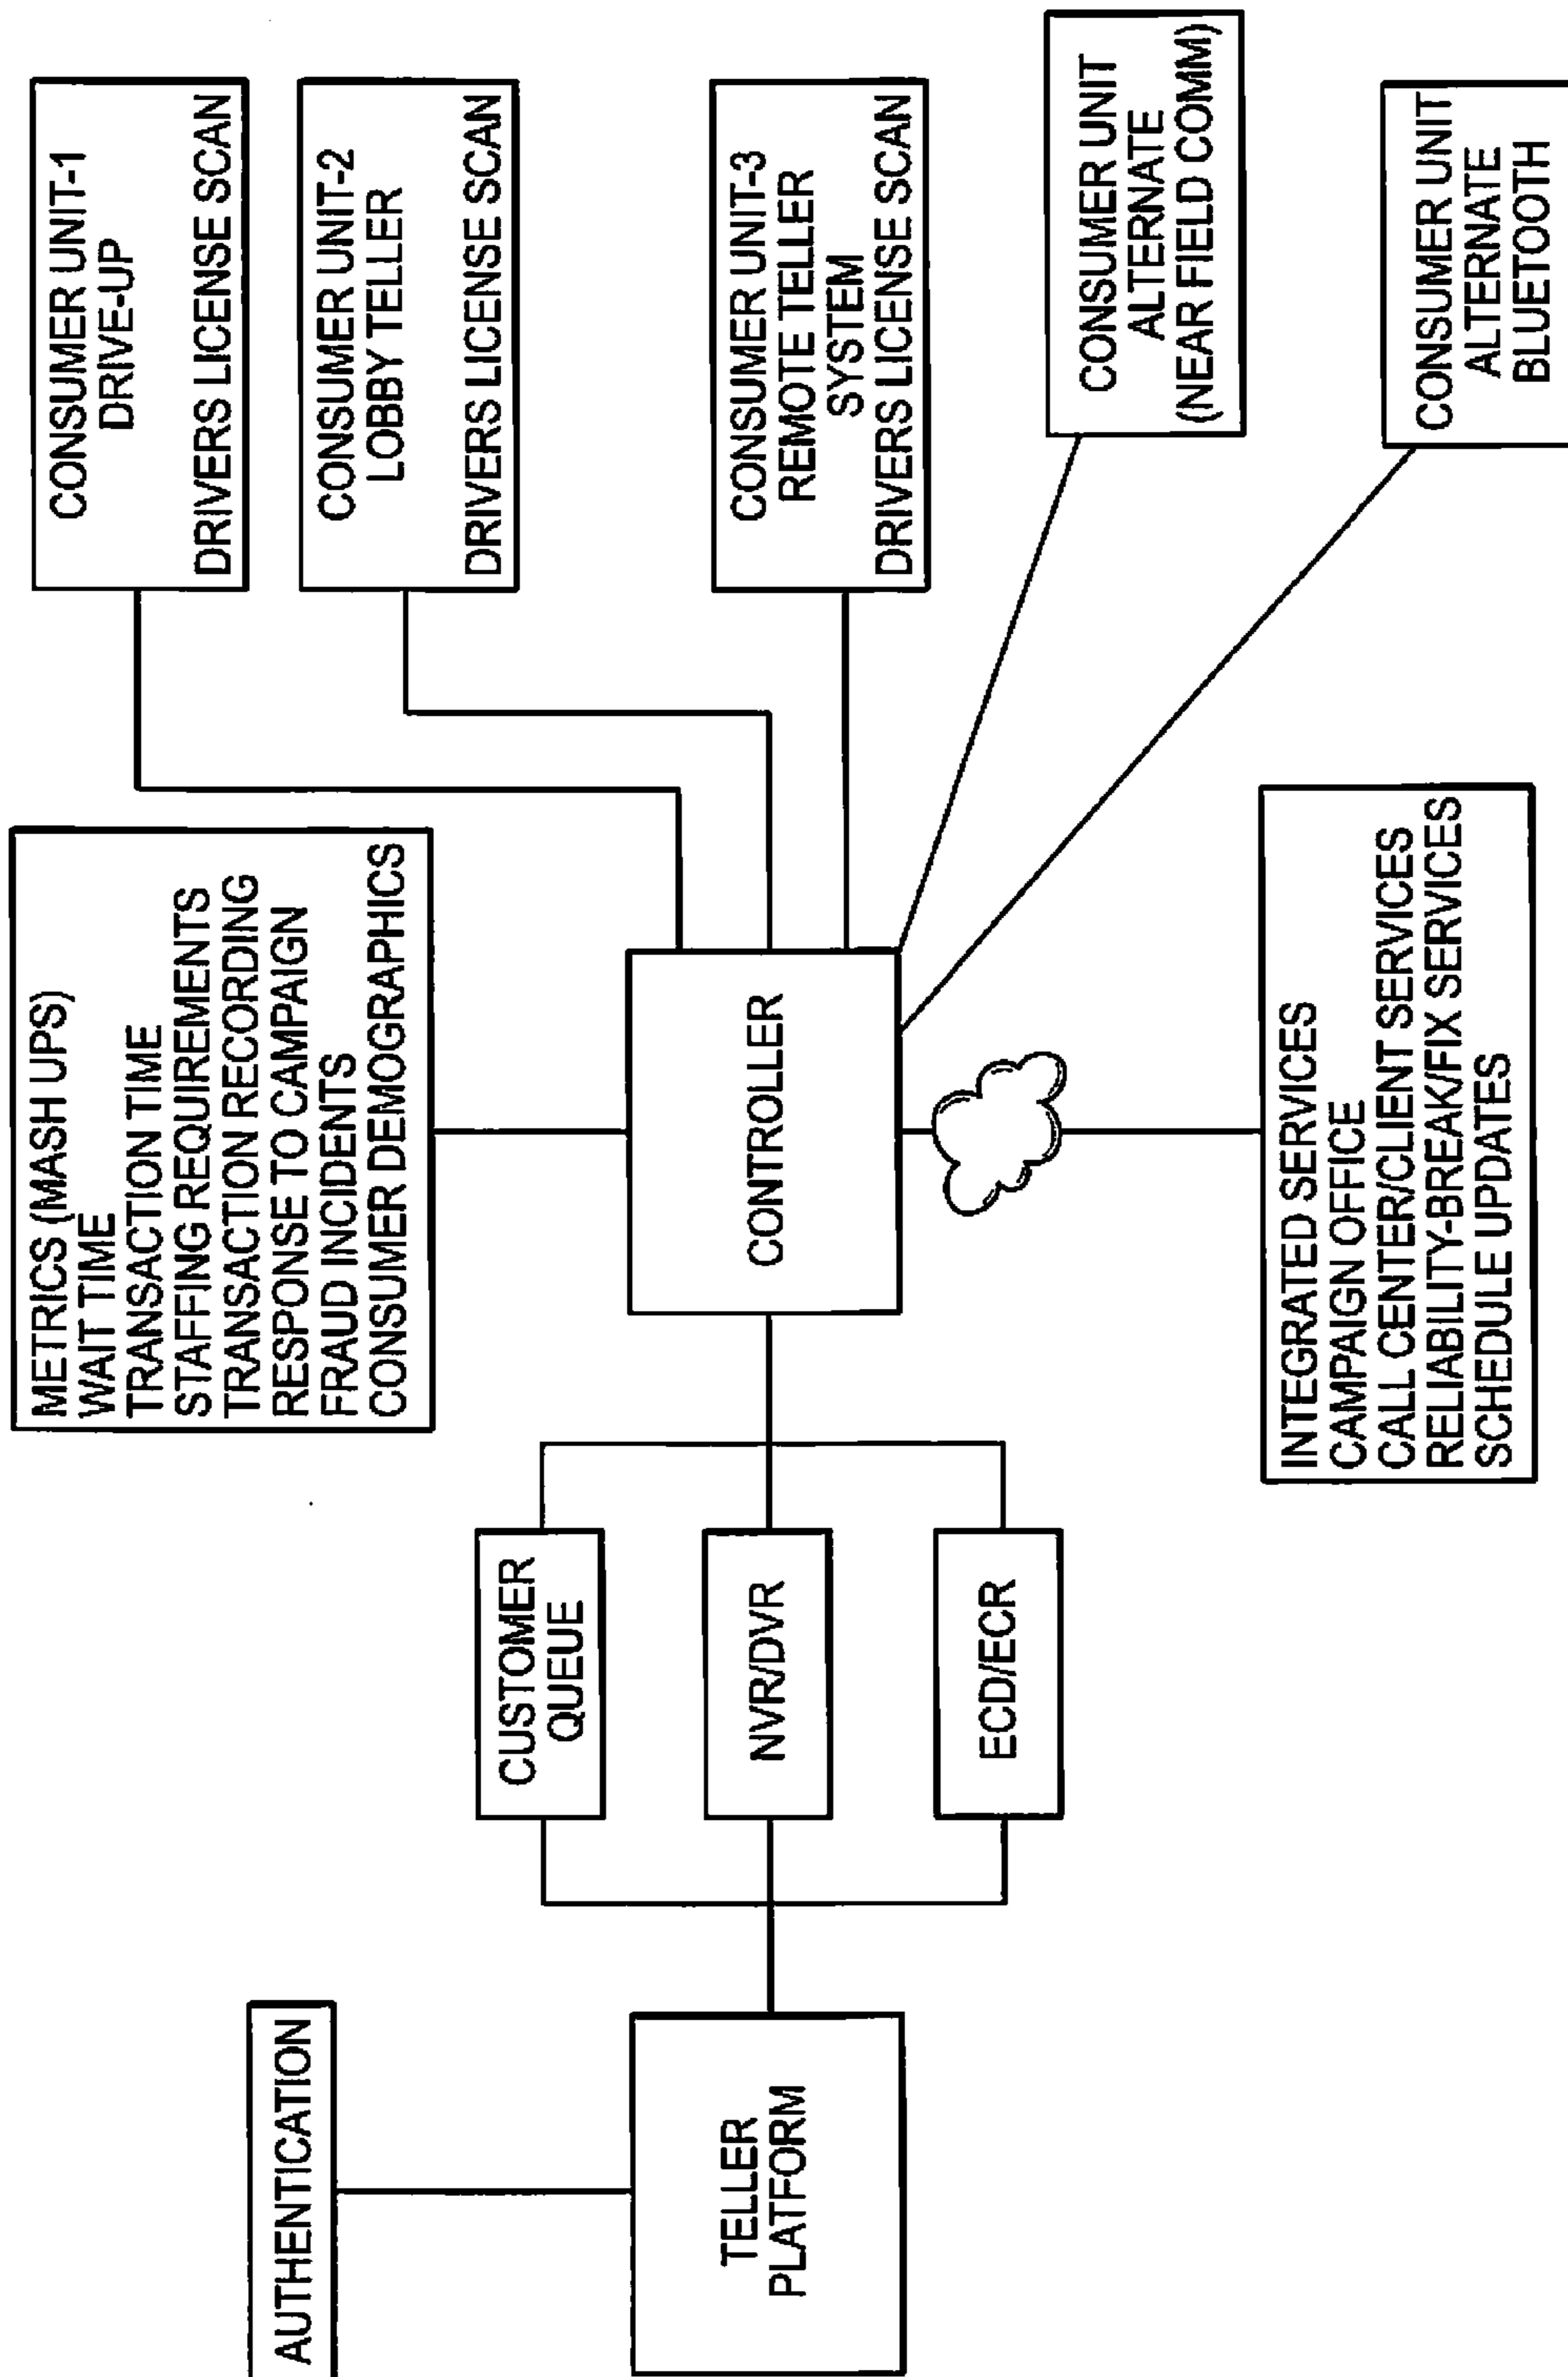 AUTHENTICATION
TELLER
PLATFORM
CUSTOMER
QUEUE
NVR/DVR
ECD/ECR
METRICS (MASH UPS)
WAIT TIME
TRANSACTION TIME
STAFFING REQUIREMENTS
TRANSACTION RECORDING
RESPONSE TO CAMPAIGN
FRAUD INCIDENTS
CONSUMER DEMOGRAPHICS
CONTROLLER
INTEGRATED SERVICES
CAMPAIGN OFFICE
CALL CENTER/CLIENT SERVICES
RELIABILITY-BREAK/FIX SERVICES
SCHEDULE UPDATES
CONSUMER UNIT-1
DRIVE-UP
DRIVERS LICENSE SCAN
CONSUMER UNIT-2
LOBBY TELLER
DRIVERS LICENSE SCAN
CONSUMER UNIT-3
REMOTE TELLER
SYSTEM
DRIVERS LICENSE SCAN
CONSUMER UNIT
ALTERNATE
(NEAR FIELD COMM)
CONSUMER UNIT
ALTERNATE
BLUETOOTH